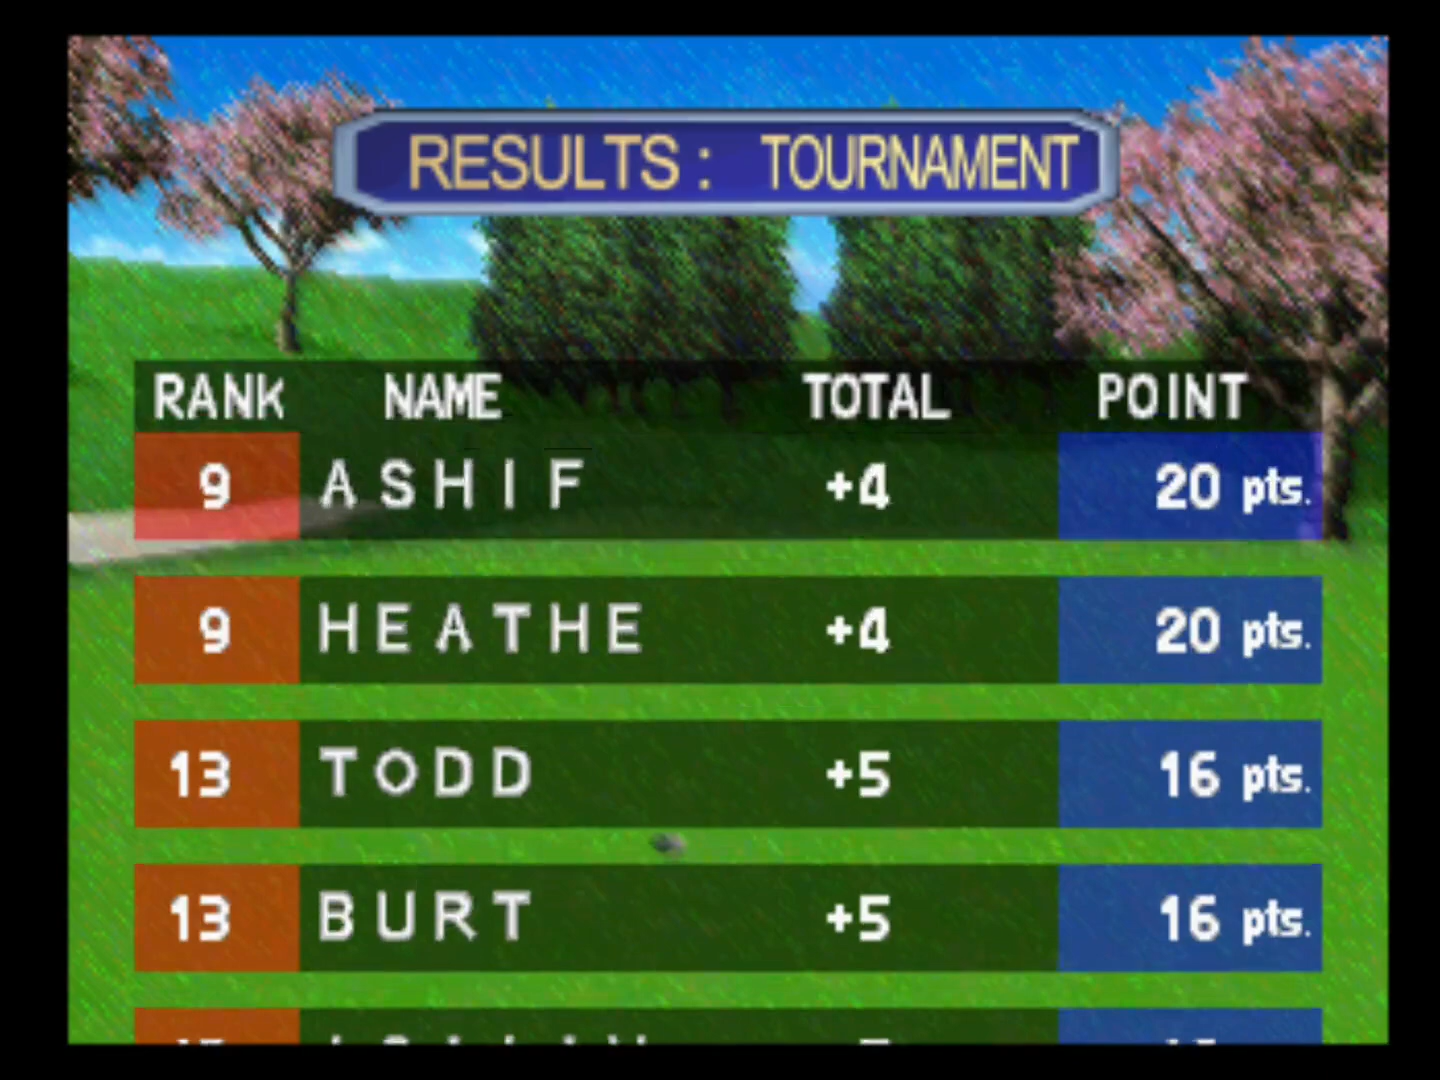 RESULTS: TOURNAMENT
RANK NAME TOTAL POINT
9 ASHIF +4 20 pts.
9 HEATHE +4 20 pts.
13 TODD +5 16 pts.
13 BURT +5 16 pts.